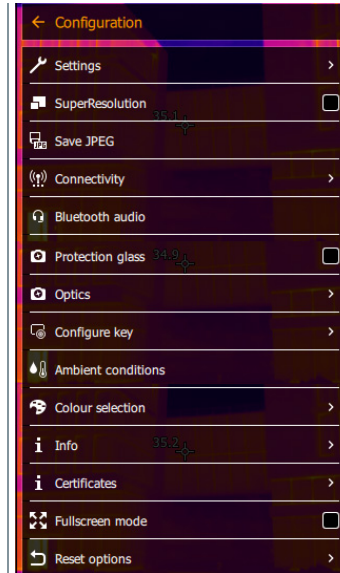 Configuration
Settings
SuperResolution
35.1
JPG
Save JPEG
Connectivity
Bluetooth audio
Protection glass
34.9
Optics
Configure key
Ambient conditions
Colour selection
Info
35.2
Certificates
Fullscreen mode
Reset options